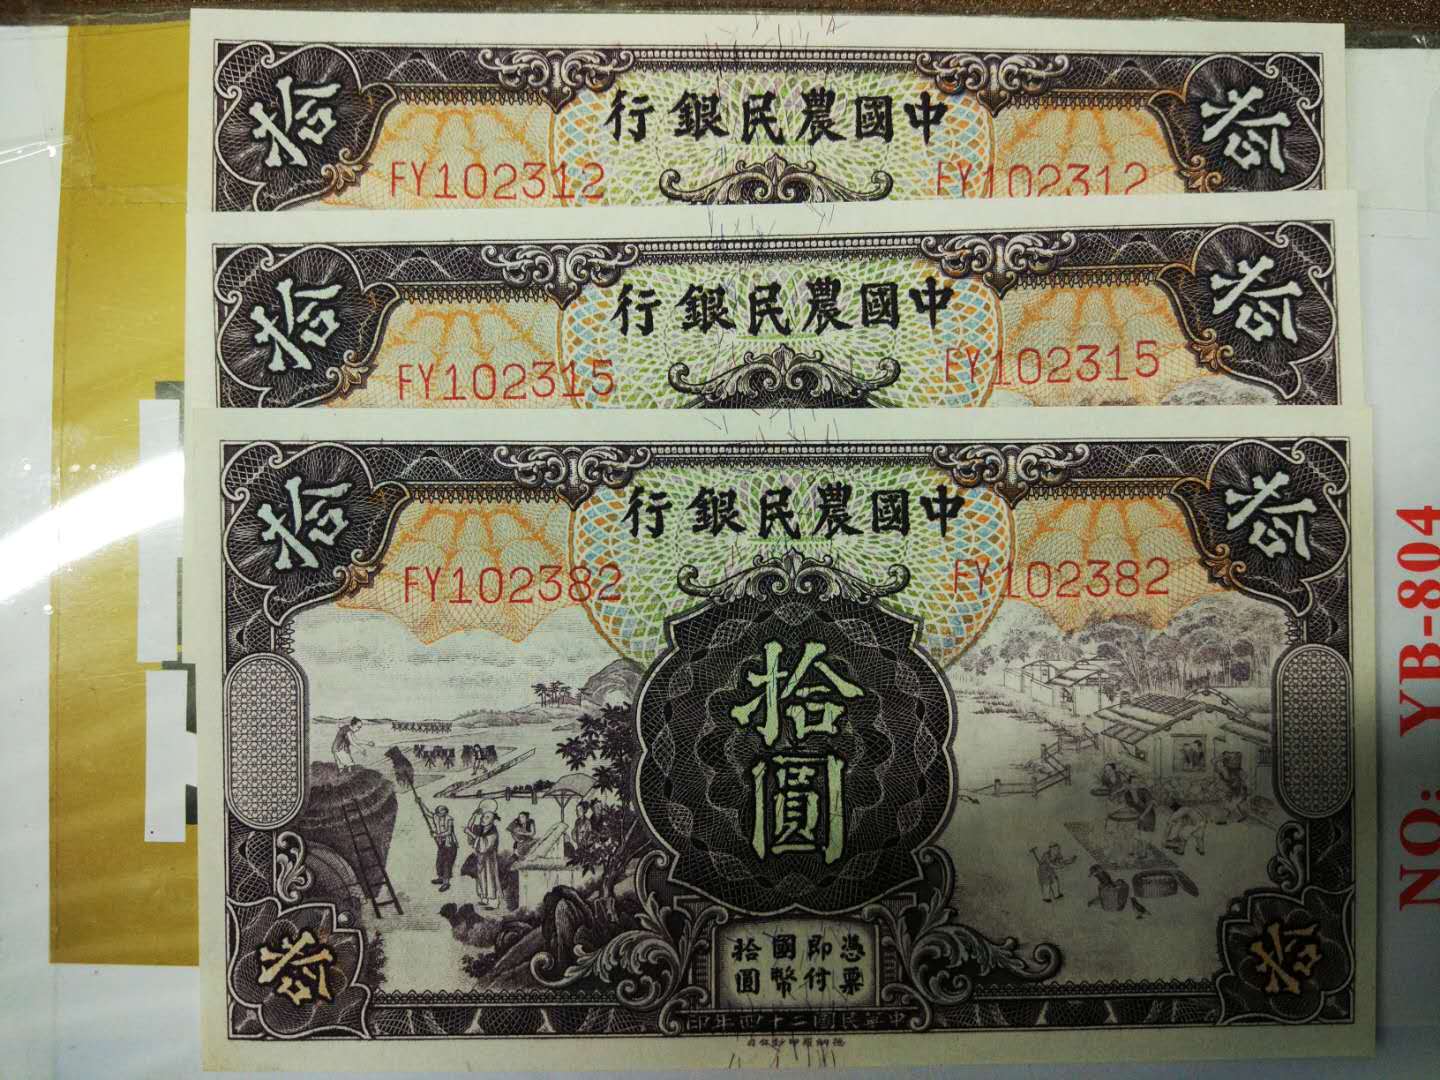 拾 拾
中國農民銀行
FY102312 FY102312
拾 拾
中國農民銀行
FY102315 FY102315
拾 拾
中國農民銀行
FY102382 FY102382
拾圓
憑票即付國幣拾圓
拾 拾
中華民國二十四年印
NO: YB-804